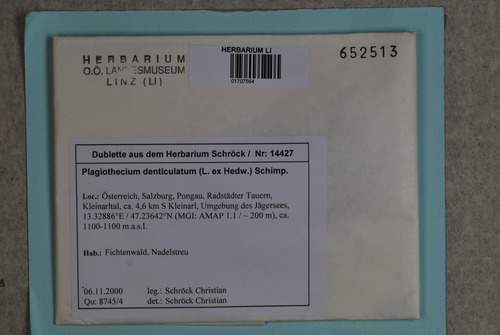 HERBARIUM
O.Ö. LANDESMUSEUM
LINZ (LI)
HERBARIUM LI
01707564
652513
Dublette aus dem Herbarium Schröck / Nr: 14427
Plagiothecium denticulatum (L. ex Hedw.) Schimp.
Loc.: Österreich, Salzburg, Pongau, Radstädter Tauern,
Kleinarltal, ca. 4,6 km S Kleinarl, Umgebung des Jägersees,
13.32886°E / 47.23642°N (MGI: AMAP 1.1 / ~ 200 m), ca.
1100-1100 m.a.s.l.
Hab.: Fichtenwald, Nadelstreu
06.11.2000 leg.: Schröck Christian
Qu: 8745/4 det.: Schröck Christian